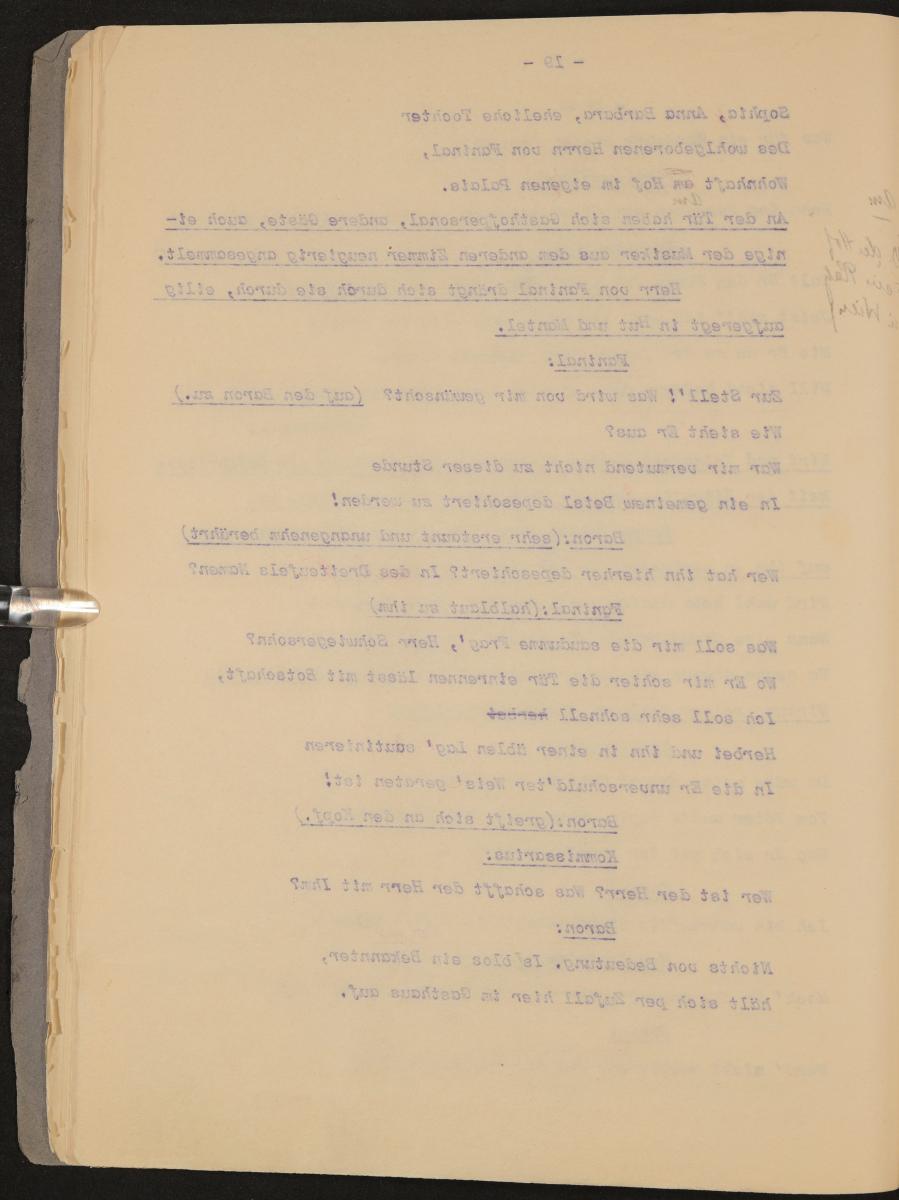 - 19 -
Sophia, Anna Barbara, eheliche Tochter
Des wohlgeborenen Herrn von Faninal,
Wohnhaft am Hof im eigenen Palais.
Am
An der Tür haben sich Gasthofspersonal, andere Gäste, auch ei-
nige der Musiker aus dem anderen Zimmer neugierig angesammelt.
Herr von Faninal drängt sich durch sie durch, eilig
aufgeregt in Hut und Mantel.
Faninal:
Zur Stell'! Was wird von mir gewünscht? (auf den Baron zu.)
Wie sieht Er aus?
War mir vermutend nicht zu dieser Stunde
In ein gemeinew Beisl depeschiert zu werden!
Baron:(sehr erstaunt und unangenehm berührt)
Wer hat ihn hierher depeschiert? In des Dreiteufels Namen?
Faninal:(halblaut zu ihm)
Was soll mir die saudumme Frag', Herr Schwiegersohn?
Wo Er mir schier die Tür einrennen lässt mit Botschaft,
Ich soll sehr schnell herbei
Herbei und ihn in einer üblen Lag' soutinieren
In die Er unverschuld'ter Weis' geraten ist!
Baron:(greift sich an den Kopf.)
Kommissarius:
Wer ist der Herr? Was schafft der Herr mit Ihm?
Baron:
Nichts von Bedeutung. Is blos ein Bekannter,
hält sich per Zufall hier im Gasthaus auf.